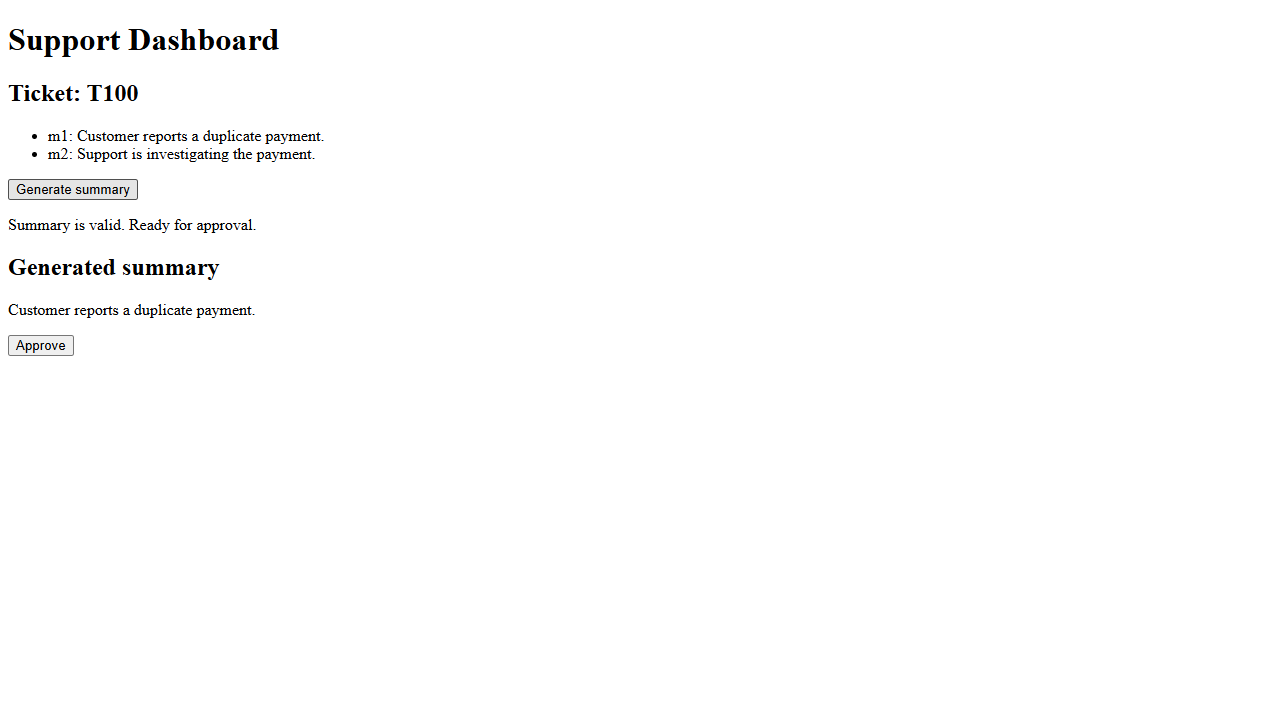 Support Dashboard
Ticket: T100
• m1: Customer reports a duplicate payment.
• m2: Support is investigating the payment.
Generate summary
Summary is valid. Ready for approval.
Generated summary
Customer reports a duplicate payment.
Approve